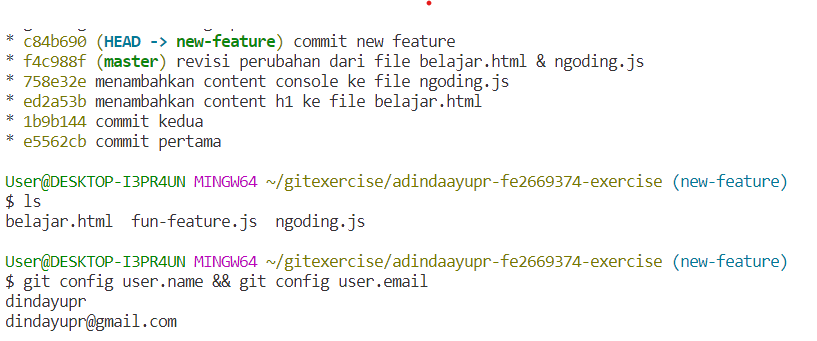 * c84b690 (HEAD -> new-feature) commit new feature
* f4c988f (master) revisi perubahan dari file belajar.html & ngoding.js
* 758e32e menambahkan content console ke file ngoding.js
* ed2a53b menambahkan content h1 ke file belajar.html
* 1b9b144 commit kedua
* e5562cb commit pertama
User@DESKTOP-I3PR4UN MINGW64 ~/gitexercise/adindaayupr-fe2669374-exercise (new-feature)
$ ls
belajar.html  fun-feature.js  ngoding.js
User@DESKTOP-I3PR4UN MINGW64 ~/gitexercise/adindaayupr-fe2669374-exercise (new-feature)
$ git config user.name && git config user.email
dindayupr
dindayupr@gmail.com